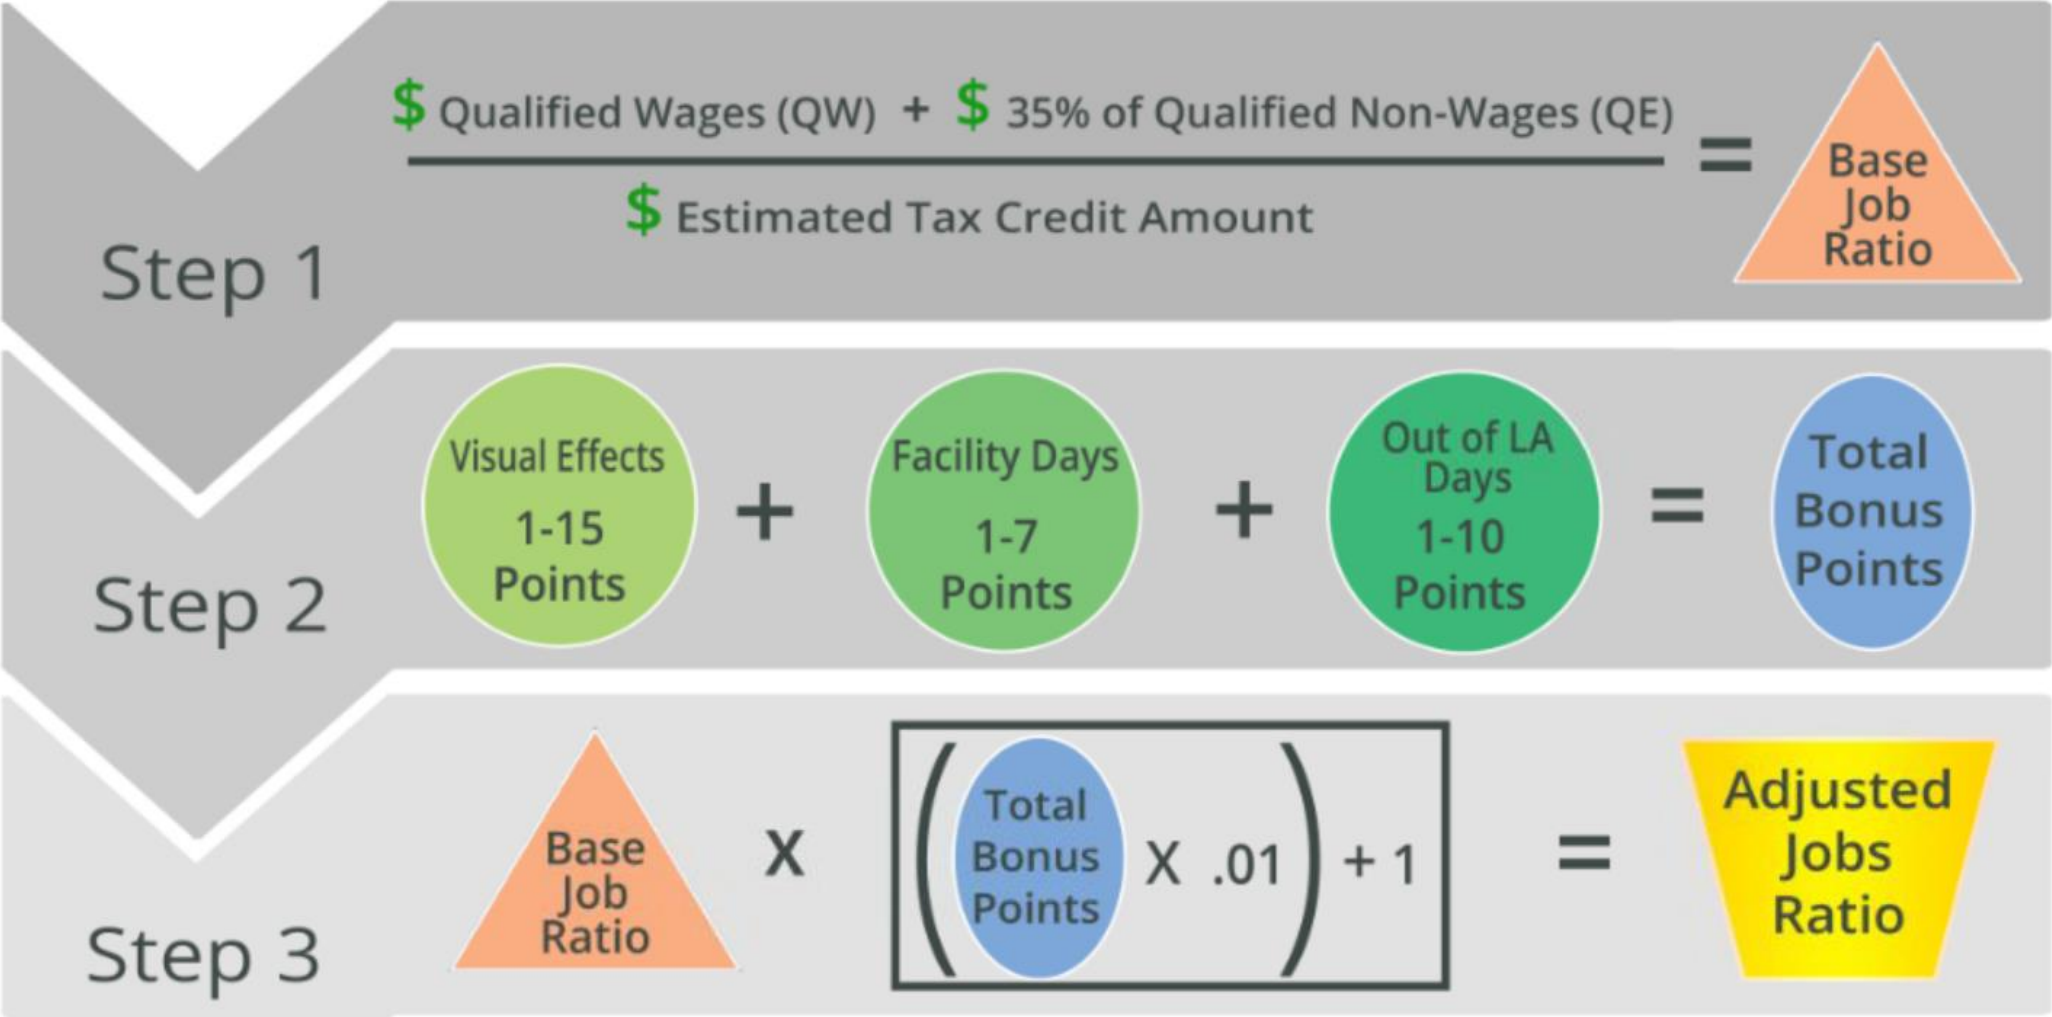 $ Qualified Wages (QW) + $ 35% of Qualified Non-Wages (QE)
$ Estimated Tax Credit Amount
=
Base
Job
Ratio
Step 1
Visual Effects
1-15
Points
+
Facility Days
1-7
Points
+
Out of LA
Days
1-10
Points
=
Total
Bonus
Points
Step 2
Base
Job
Ratio
x
(
Total
Bonus
Points
X .01) + 1
=
Adjusted
Jobs
Ratio
Step 3